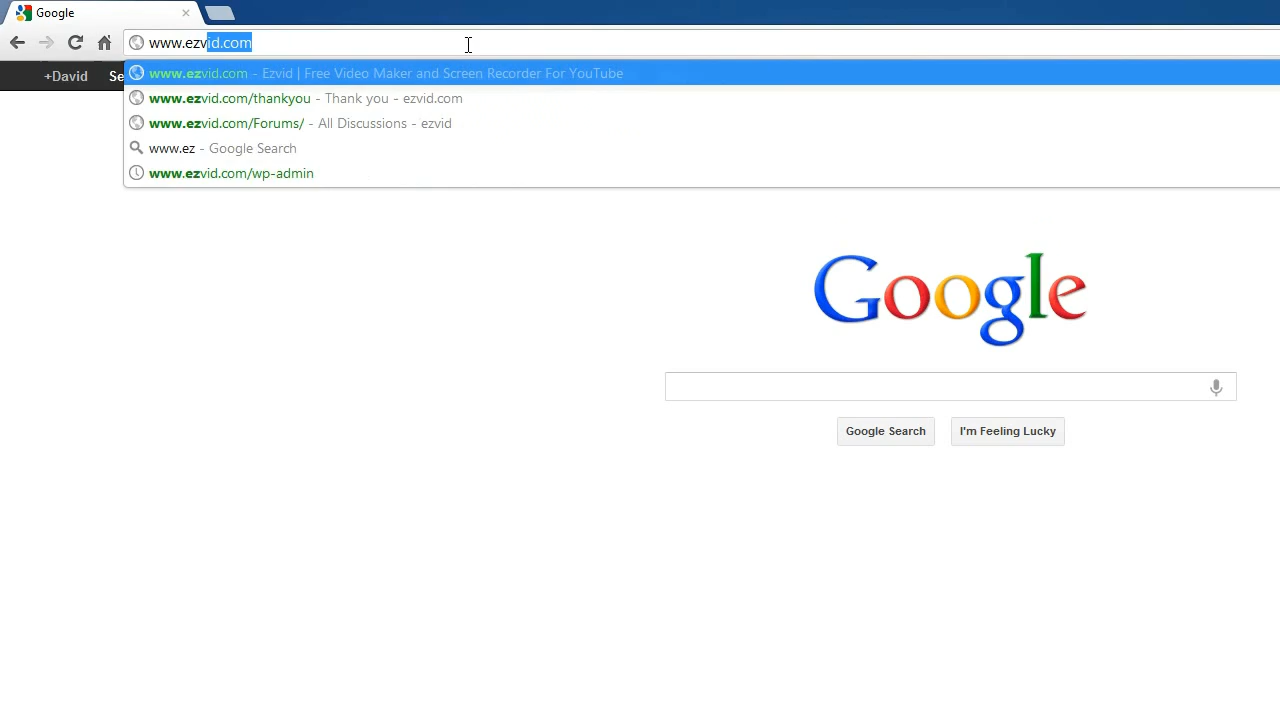 Google
www.ezvid.com
www.ezvid.com - Ezvid | Free Video Maker and Screen Recorder For YouTube
+David Se
www.ezvid.com/thankyou - Thank you - ezvid.com
www.ezvid.com/Forums/ - All Discussions - ezvid
www.ez - Google Search
www.ezvid.com/wp-admin
Google
Google Search I'm Feeling Lucky